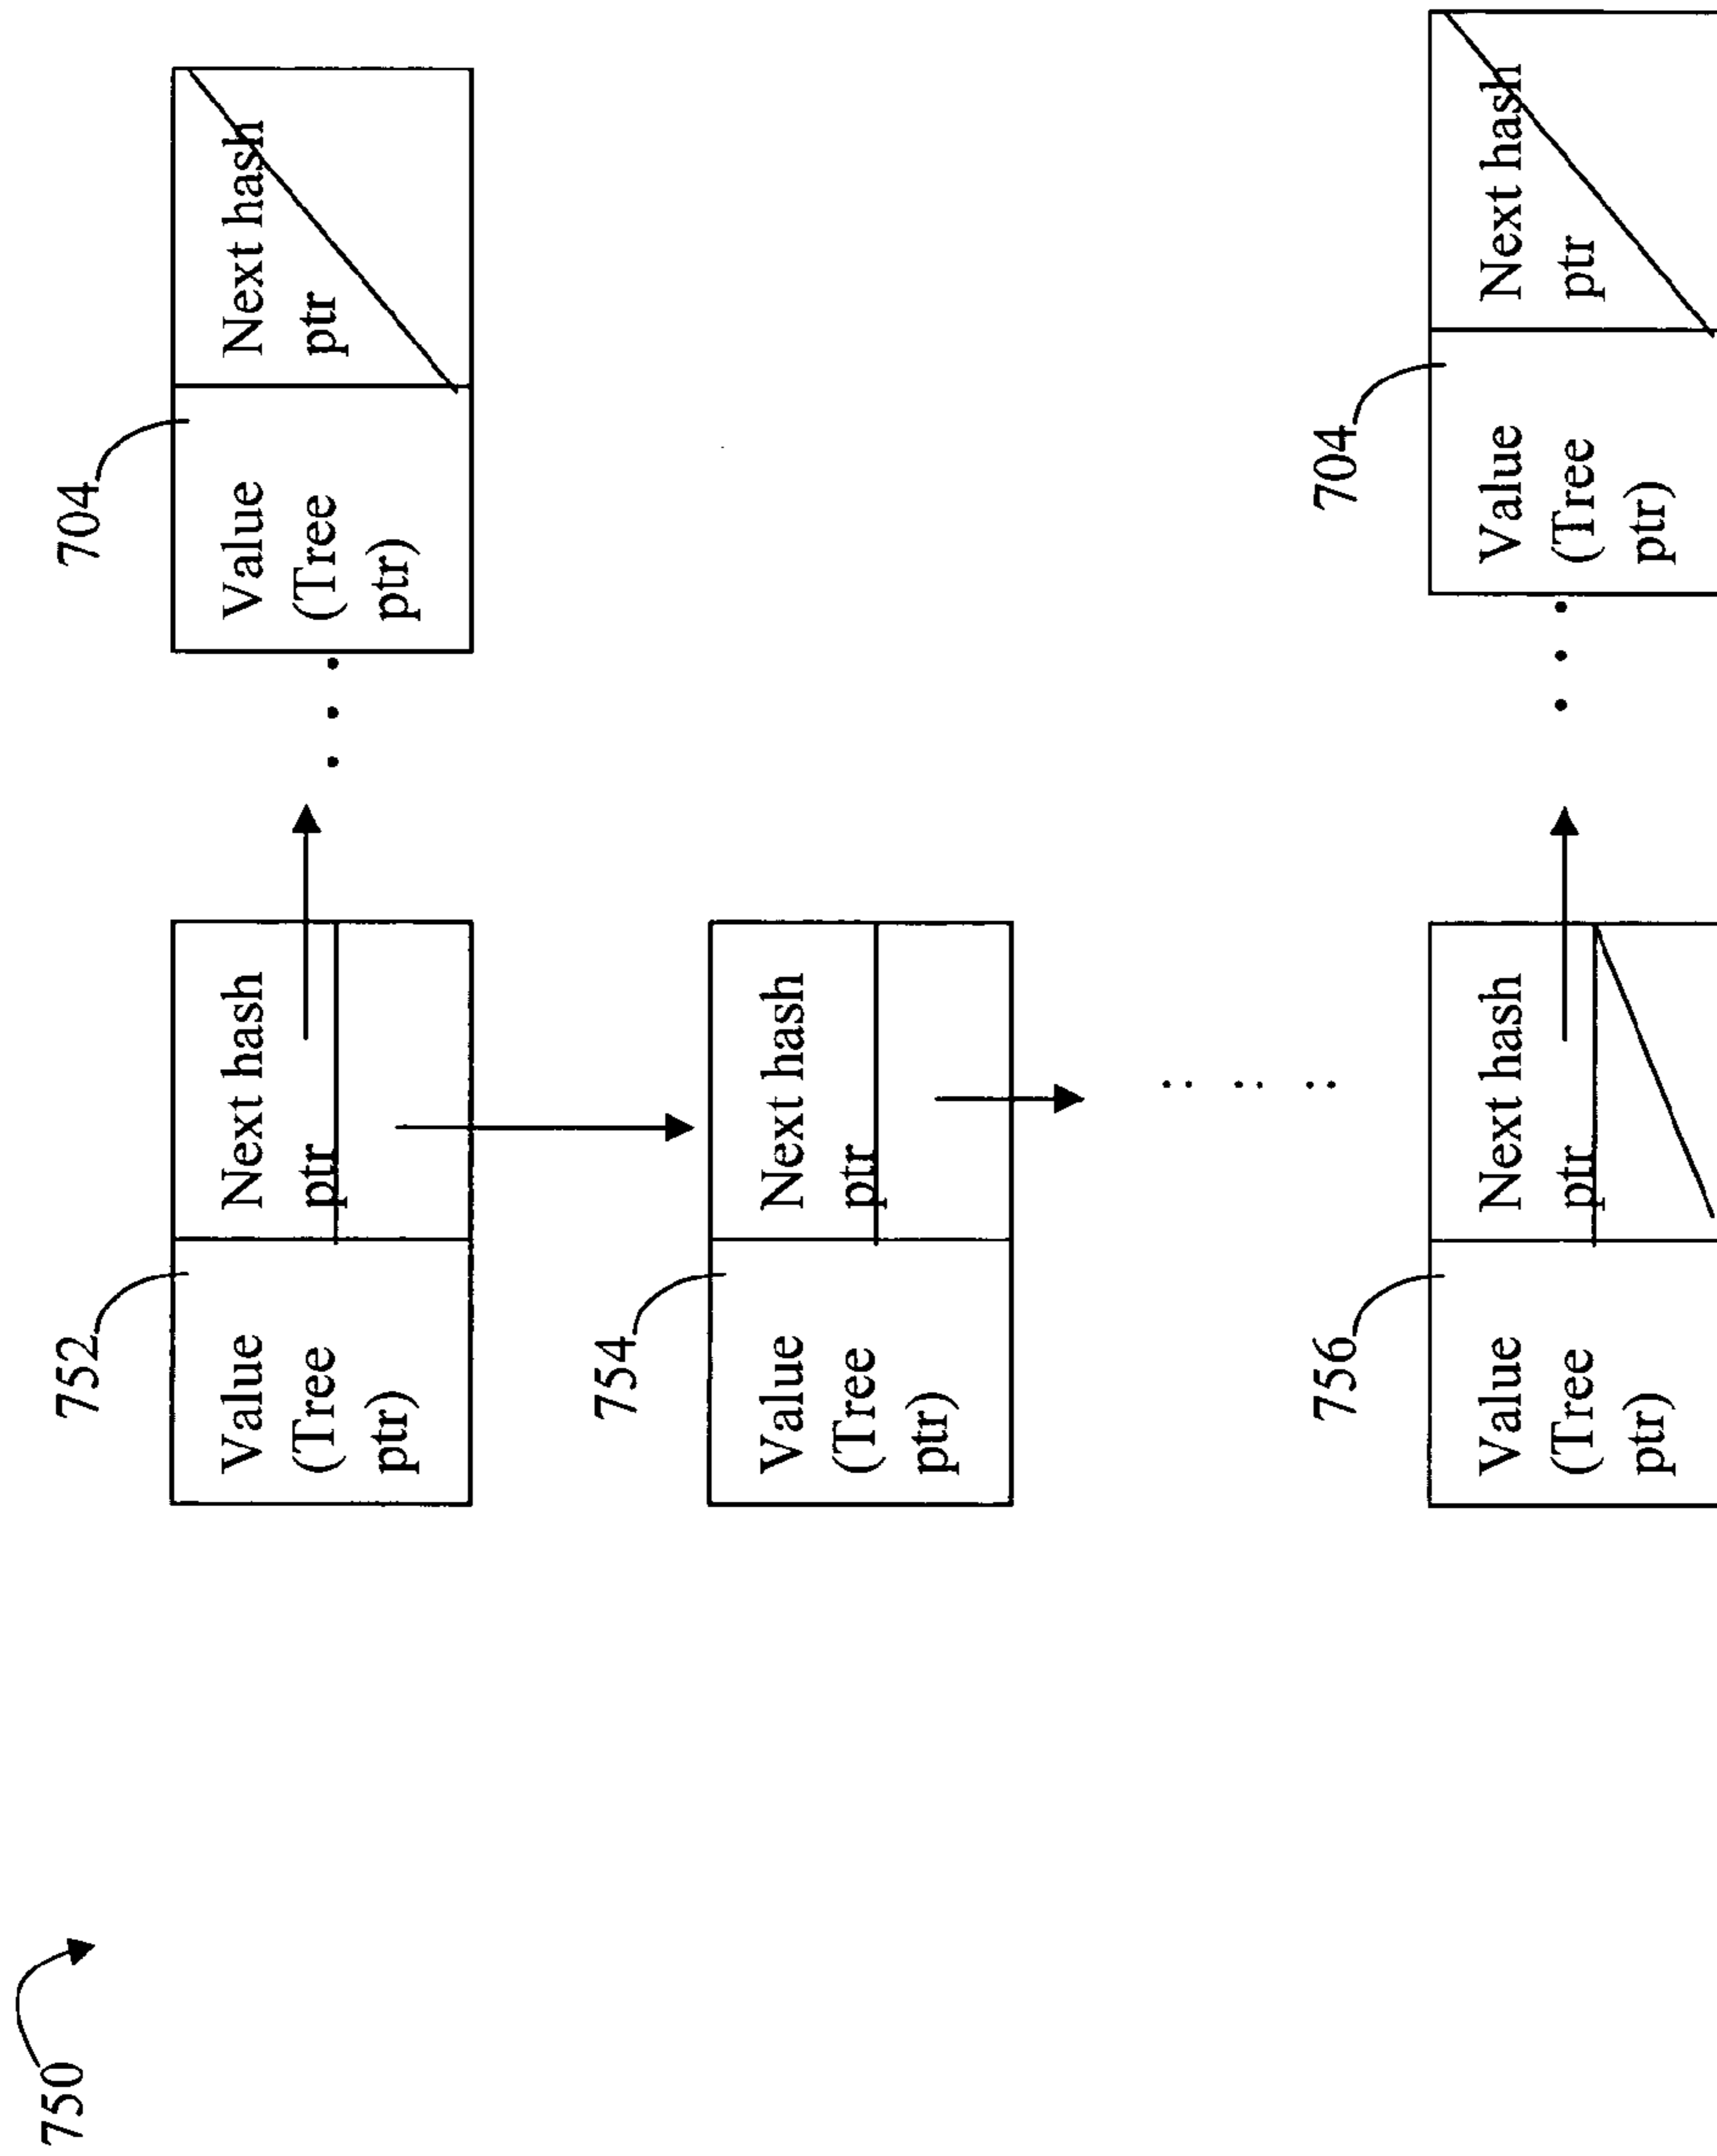 750
752
Value
(Tree
ptr)
Next hash
ptr
704
Value
(Tree
ptr)
Next hash
ptr
754
Value
(Tree
ptr)
Next hash
ptr
756
Value
(Tree
ptr)
Next hash
ptr
704
Value
(Tree
ptr)
Next hash
ptr